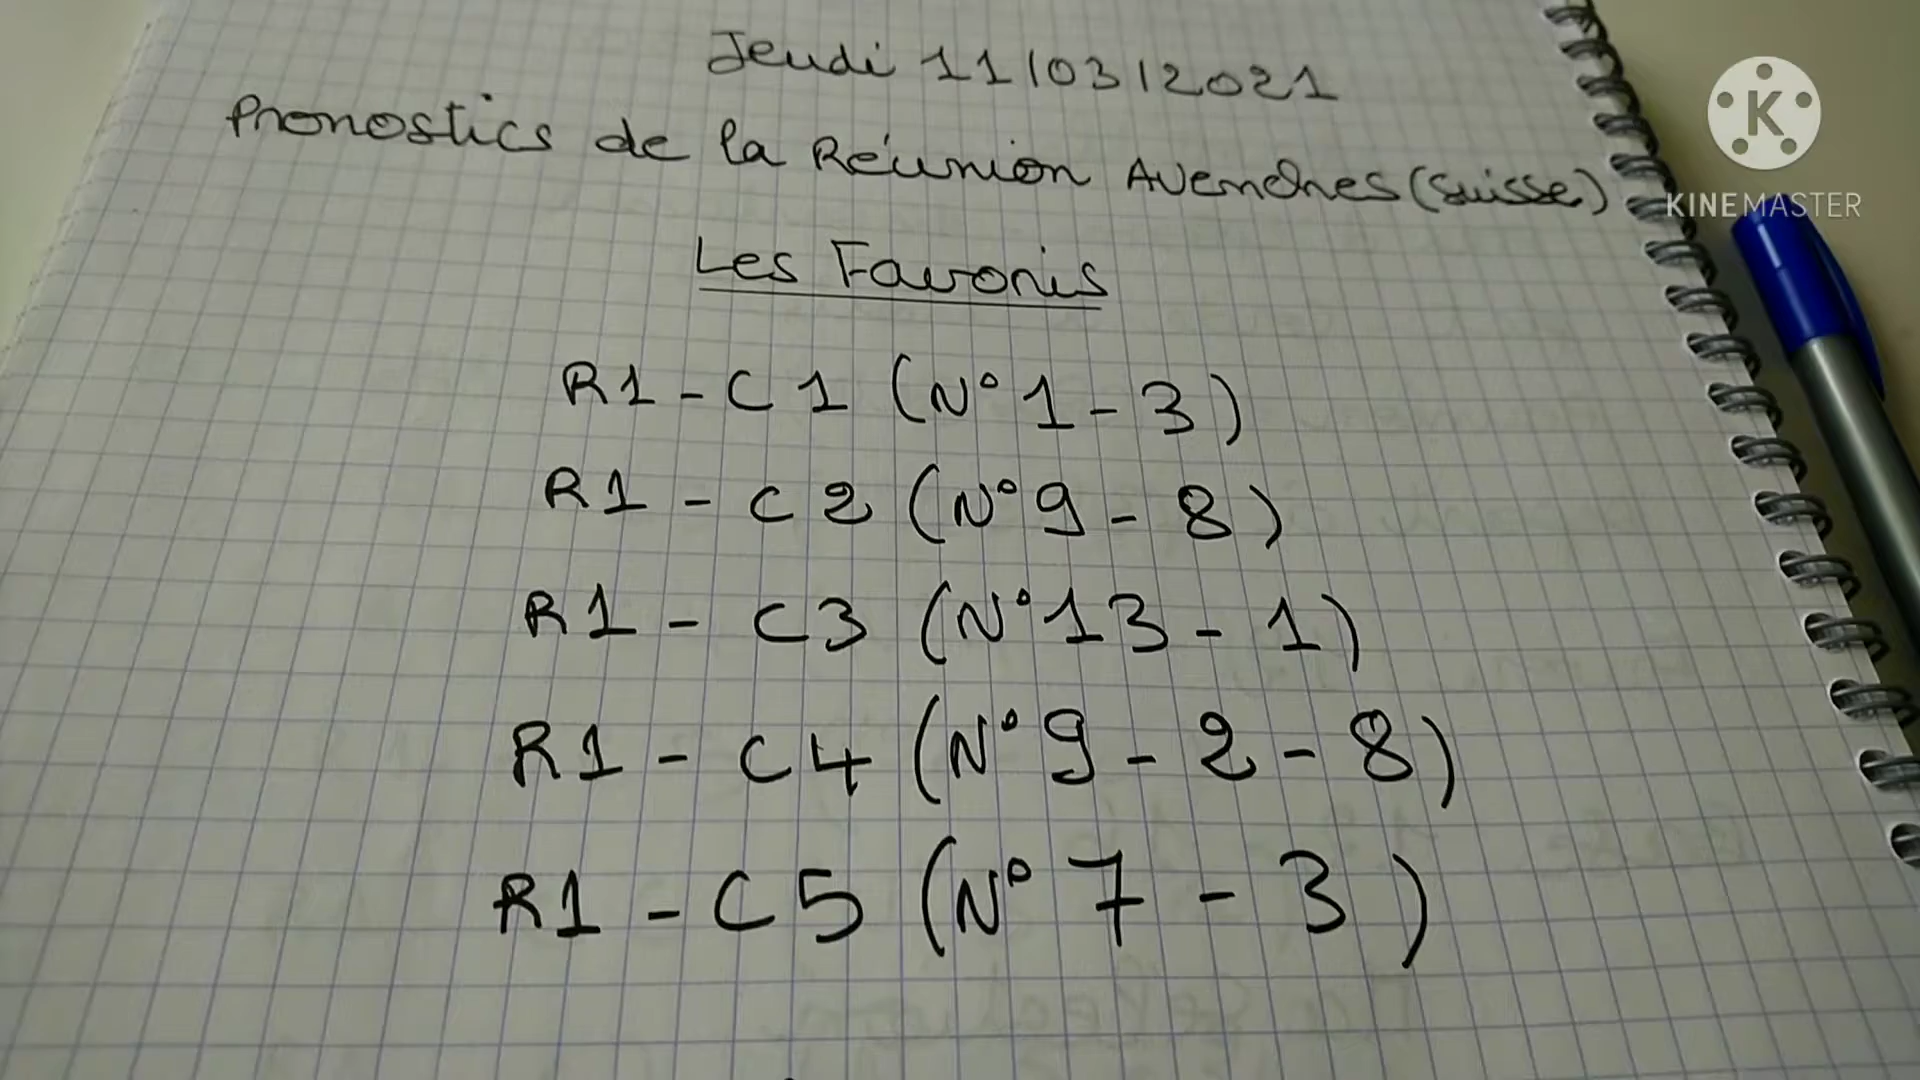 Jeudi 11/03/2021
Pronostics de la Réunion Avenches (Suisse)
Les Favoris
R1 - C1 (N° 1 - 3)
R1 - C2 (N° 9 - 8)
R1 - C3 (N° 13 - 1)
R1 - C4 (N° 9 - 2 - 8)
R1 - C5 (N° 7 - 3)
K
KINEMASTER